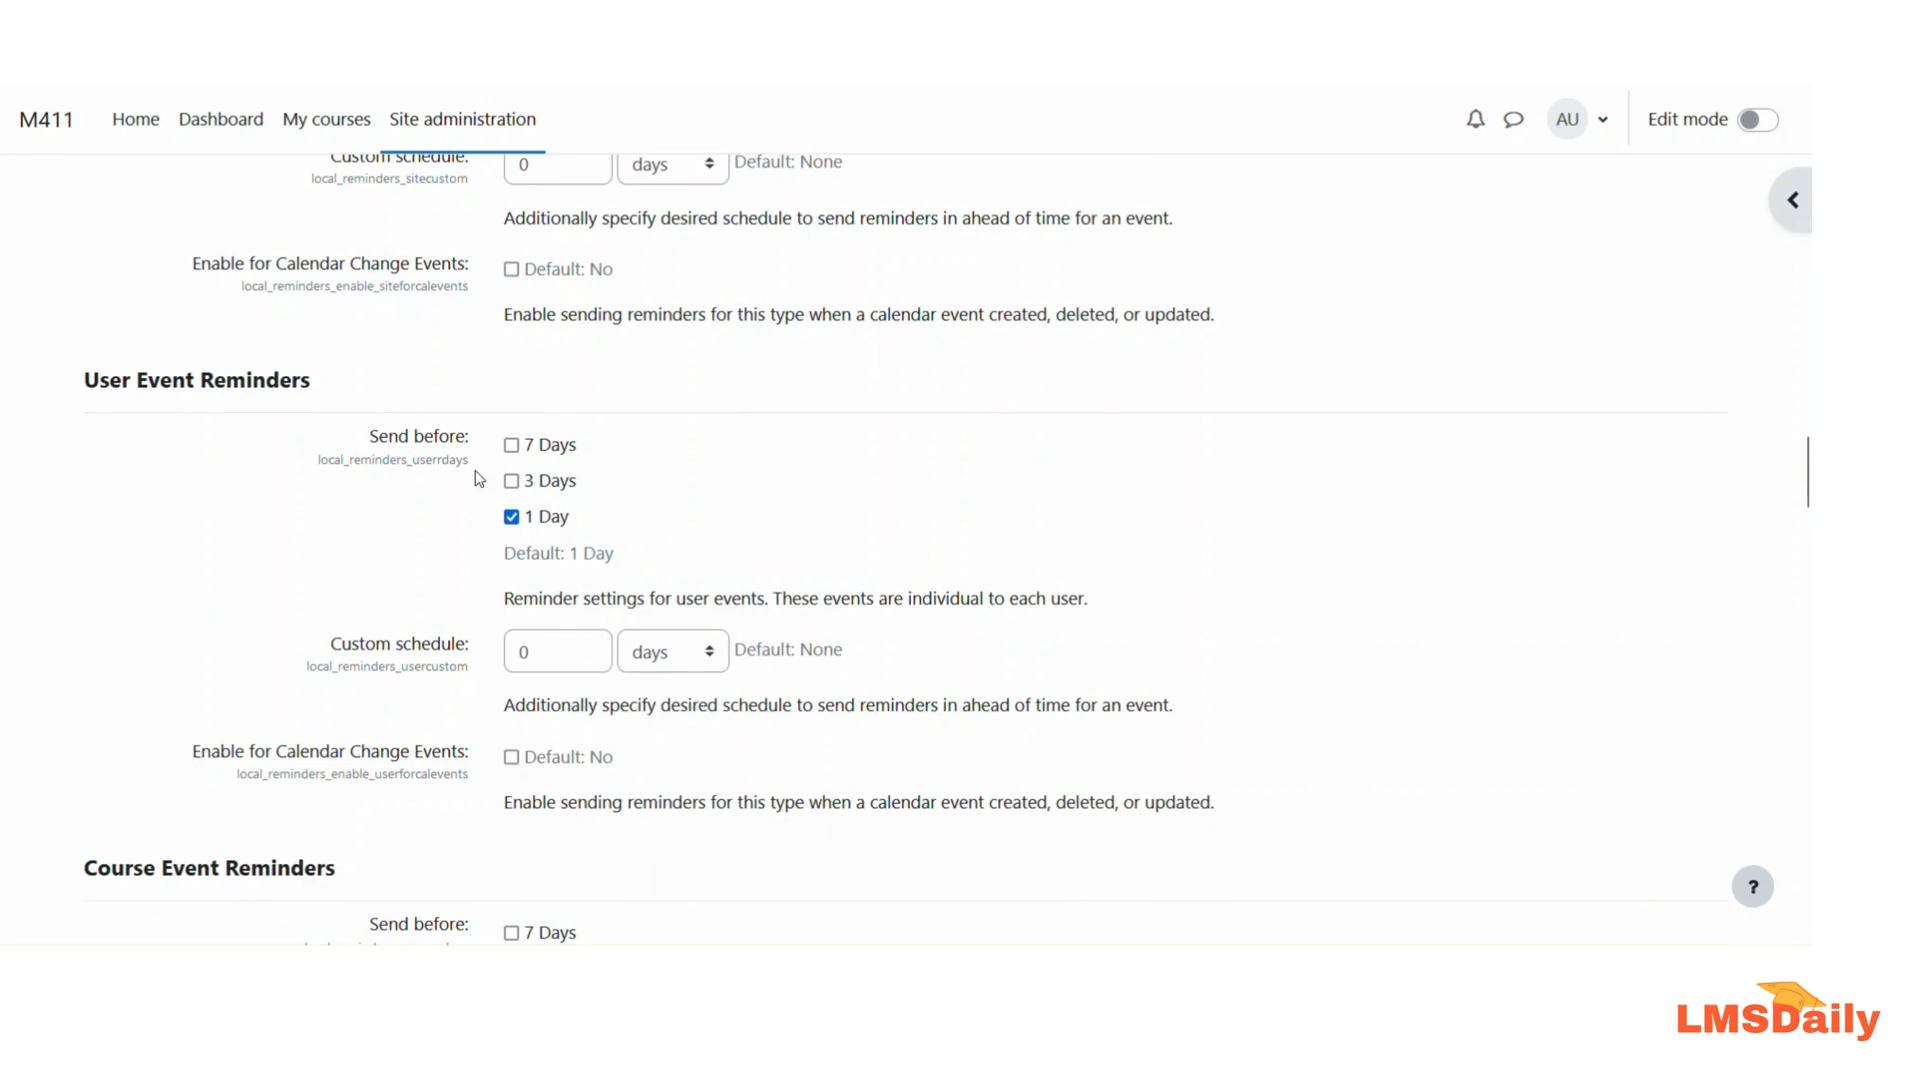 M411 Home Dashboard My courses Site administration AU Edit mode
Custom schedule: 0 days Default: None
local_reminders_sitecustom
Additionally specify desired schedule to send reminders in ahead of time for an event.
Enable for Calendar Change Events: Default: No
local_reminders_enable_siteforcalevents
Enable sending reminders for this type when a calendar event created, deleted, or updated.
User Event Reminders
Send before: 7 Days
local_reminders_userrdays
3 Days
1 Day
Default: 1 Day
Reminder settings for user events. These events are individual to each user.
Custom schedule: 0 days Default: None
local_reminders_usercustom
Additionally specify desired schedule to send reminders in ahead of time for an event.
Enable for Calendar Change Events: Default: No
local_reminders_enable_userforcalevents
Enable sending reminders for this type when a calendar event created, deleted, or updated.
Course Event Reminders
?
Send before: 7 Days
LMSDaily